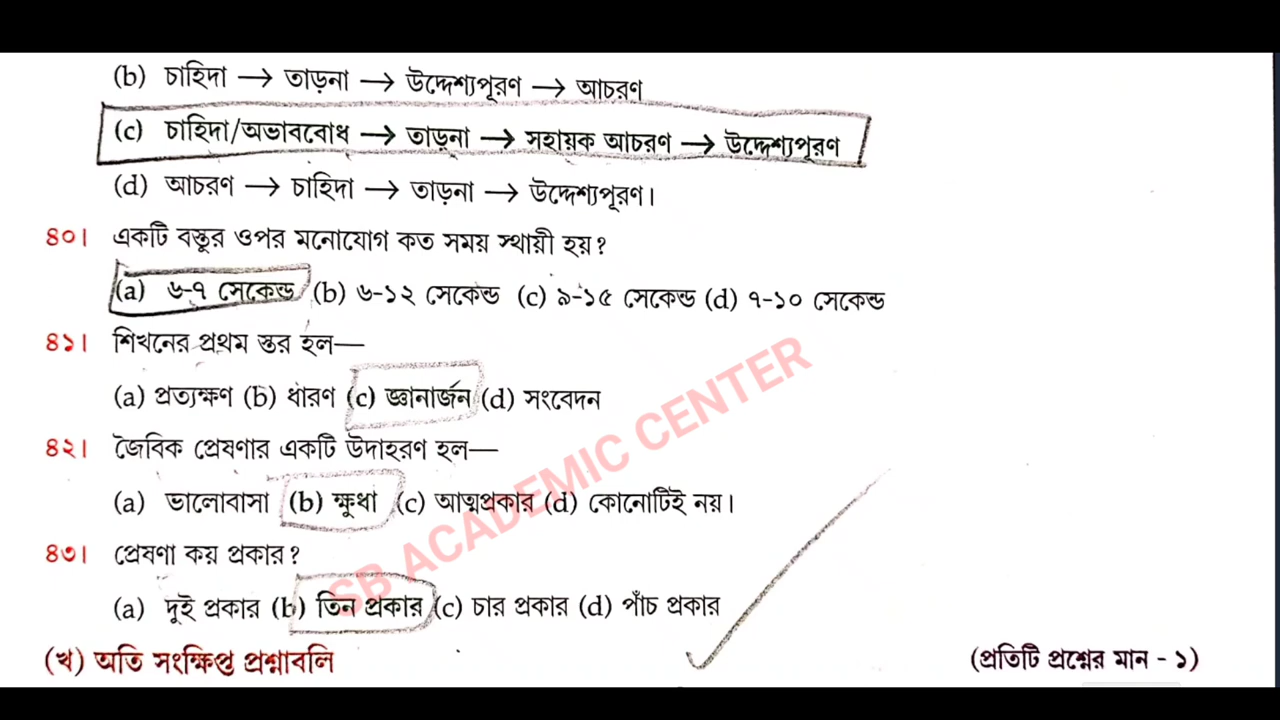 (b) চাহিদা → তাড়না → উদ্দেশ্যপূরণ → আচরণ
(c) চাহিদা/অভাববোধ → তাড়না → সহায়ক আচরণ → উদ্দেশ্যপূরণ
(d) আচরণ → চাহিদা → তাড়না → উদ্দেশ্যপূরণ।
৪০। একটি বস্তুর ওপর মনোযোগ কত সময় স্থায়ী হয়?
(a) ৬-৭ সেকেন্ড (b) ৬-১২ সেকেন্ড (c) ৯-১৫ সেকেন্ড (d) ৭-১০ সেকেন্ড
৪১। শিখনের প্রথম স্তর হল—
(a) প্রত্যক্ষণ (b) ধারণ (c) জ্ঞানার্জন (d) সংবেদন
৪২। জৈবিক প্রেষণার একটি উদাহরণ হল—
(a) ভালোবাসা (b) ক্ষুধা (c) আত্মপ্রকার (d) কোনোটিই নয়।
৪৩। প্রেষণা কয় প্রকার?
(a) দুই প্রকার (b) তিন প্রকার (c) চার প্রকার (d) পাঁচ প্রকার
(খ) অতি সংক্ষিপ্ত প্রশ্নাবলি (প্রতিটি প্রশ্নের মান - ১)
SB ACADEMIC CENTER